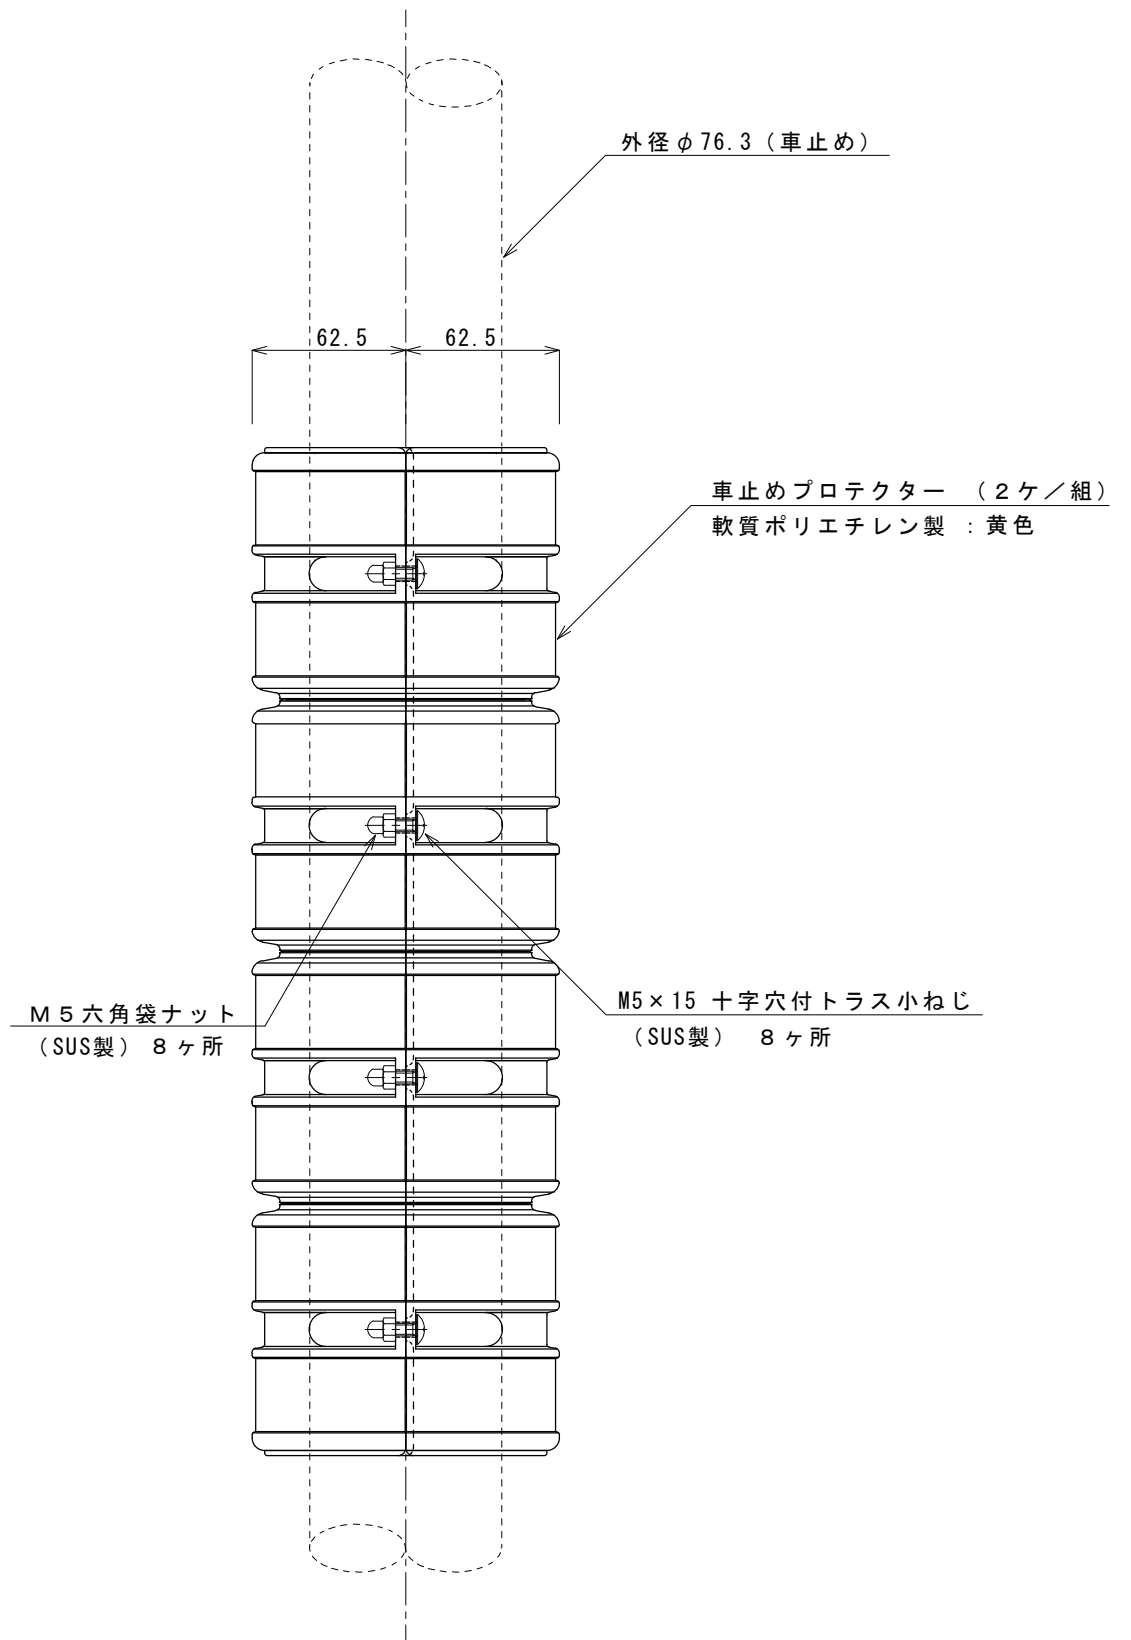 外径φ76.3（車止め）
62.5
62.5
車止めプロテクター （２ケ／組）
軟質ポリエチレン製 ：黄色
Ｍ５六角袋ナット
（SUS製） ８ヶ所
M5×15 十字穴付トラス小ねじ
（SUS製） ８ヶ所